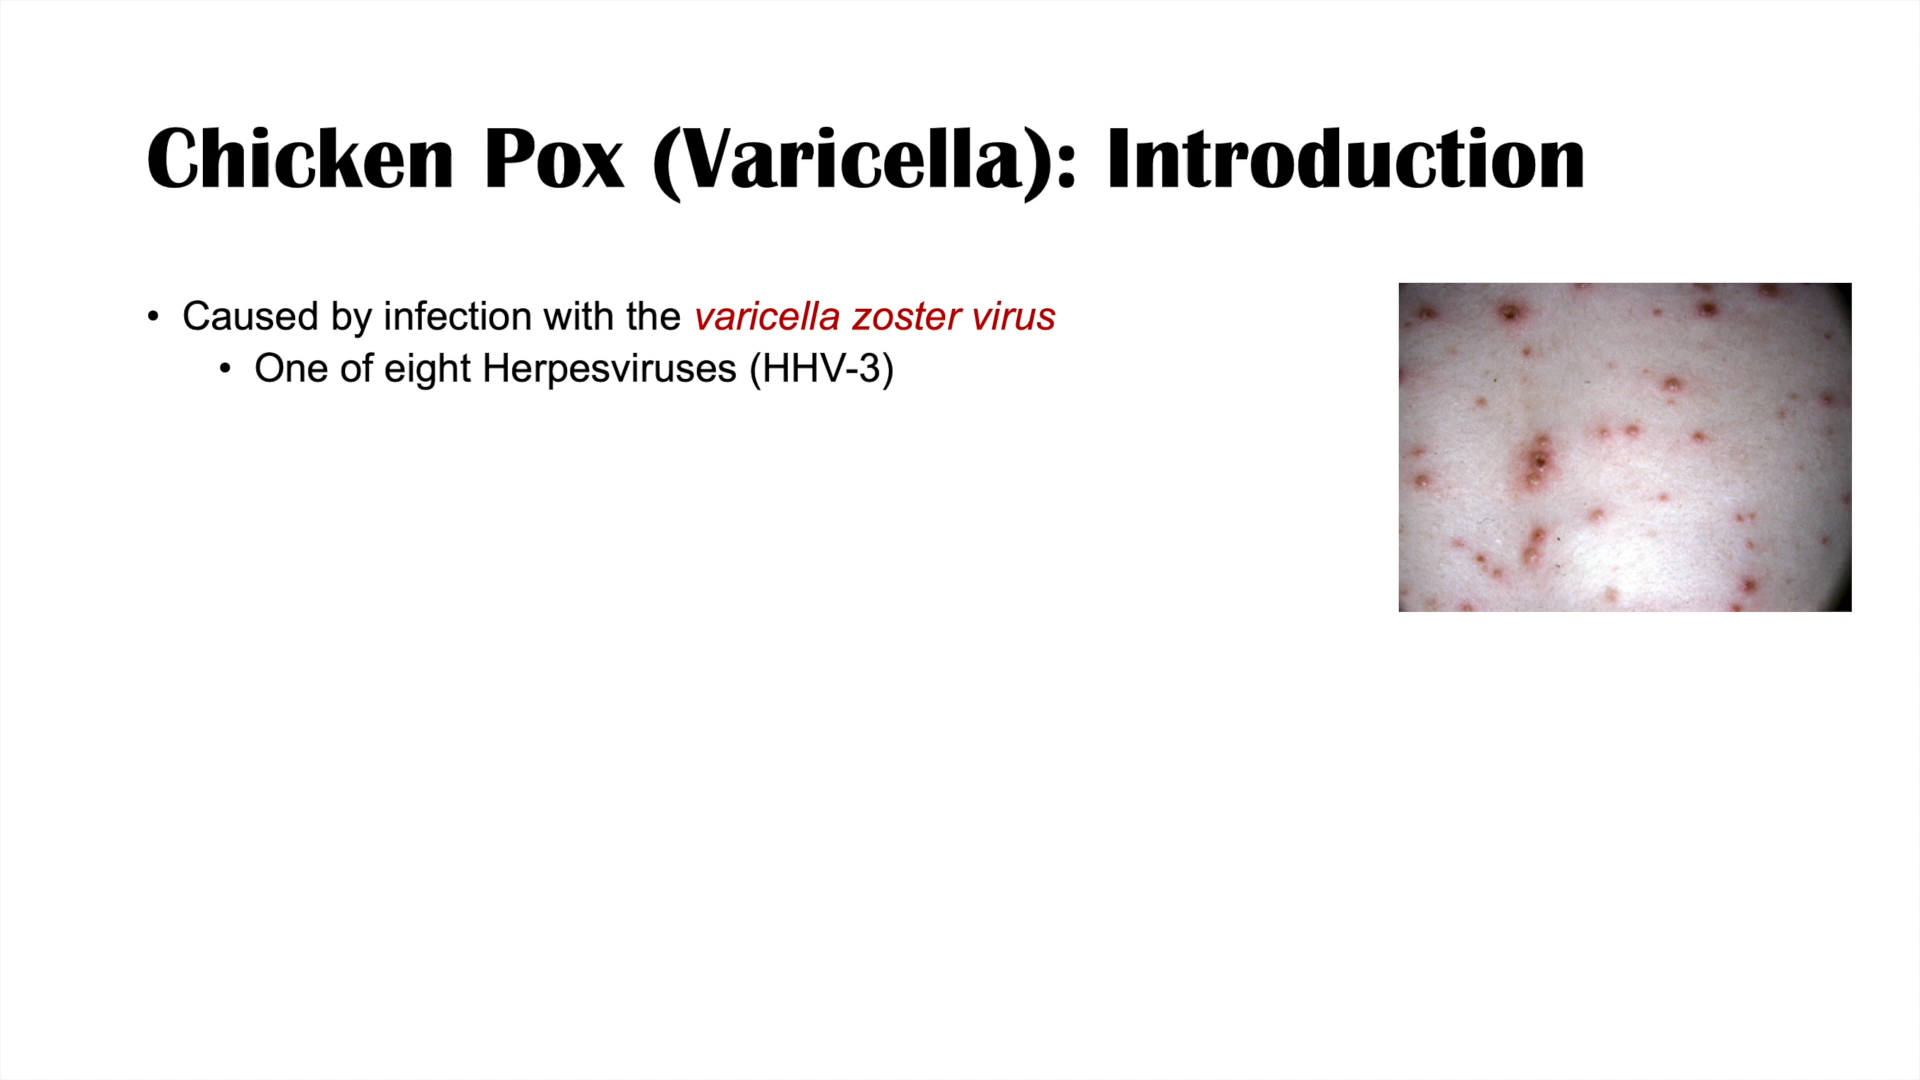 Chicken Pox (Varicella): Introduction
• Caused by infection with the varicella zoster virus
• One of eight Herpesviruses (HHV-3)